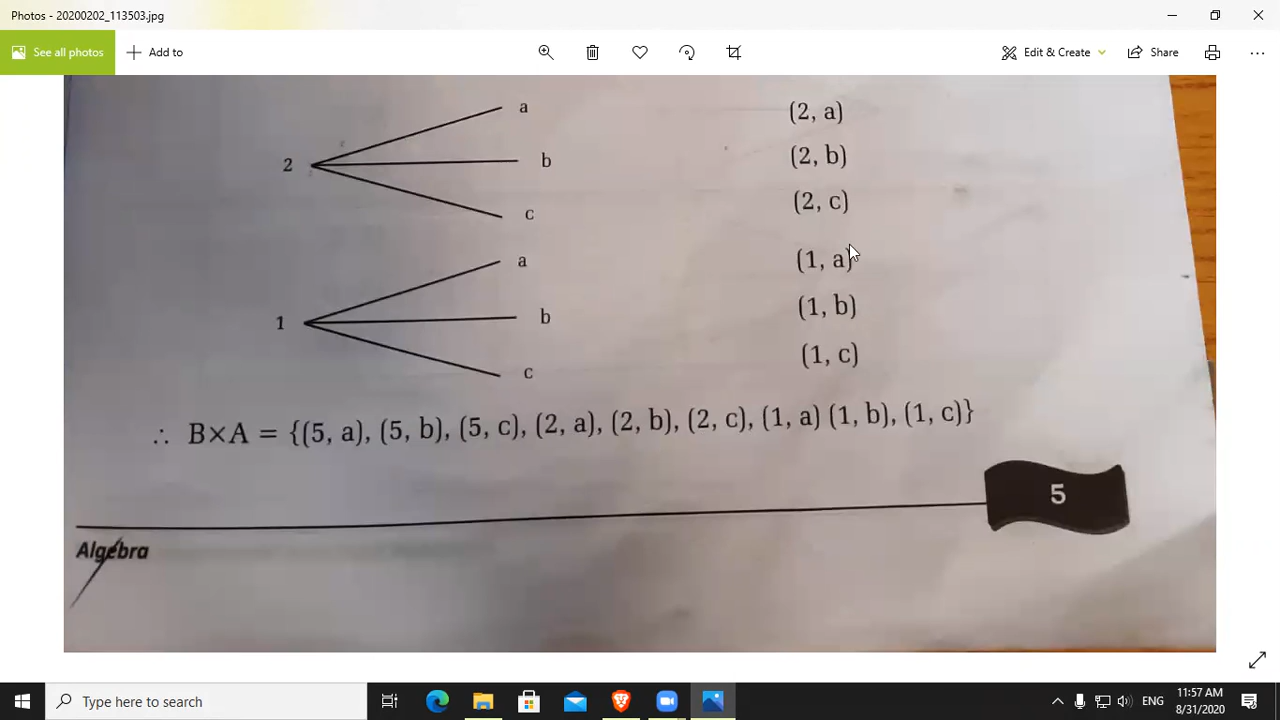 Photos - 20200202_113503.jpg
See all photos
Add to
Edit & Create
Share
a
(2, a)
2
b
(2, b)
c
(2, c)
a
(1, a)
1
b
(1, b)
c
(1, c)
∴ B×A = {(5, a), (5, b), (5, c), (2, a), (2, b), (2, c), (1, a) (1, b), (1, c)}
5
Algebra
Type here to search
ENG
11:57 AM
8/31/2020